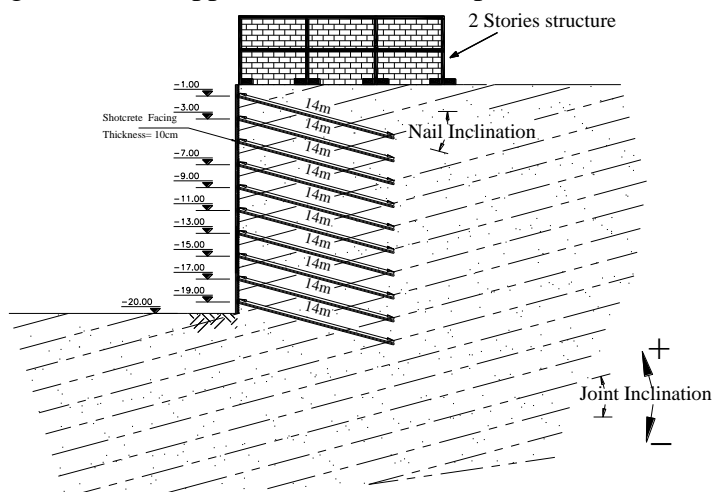 2 Stories structure
-1.00
14m
-3.00
Shotcrete Facing
14m
Nail Inclination
Thickness= 10cm
14m
-7.00
14m
-9.00
14m
-11.00
14m
-13.00
14m
-15.00
14m
-17.00
14m
-19.00
14m
-20.00
+
Joint Inclination
−